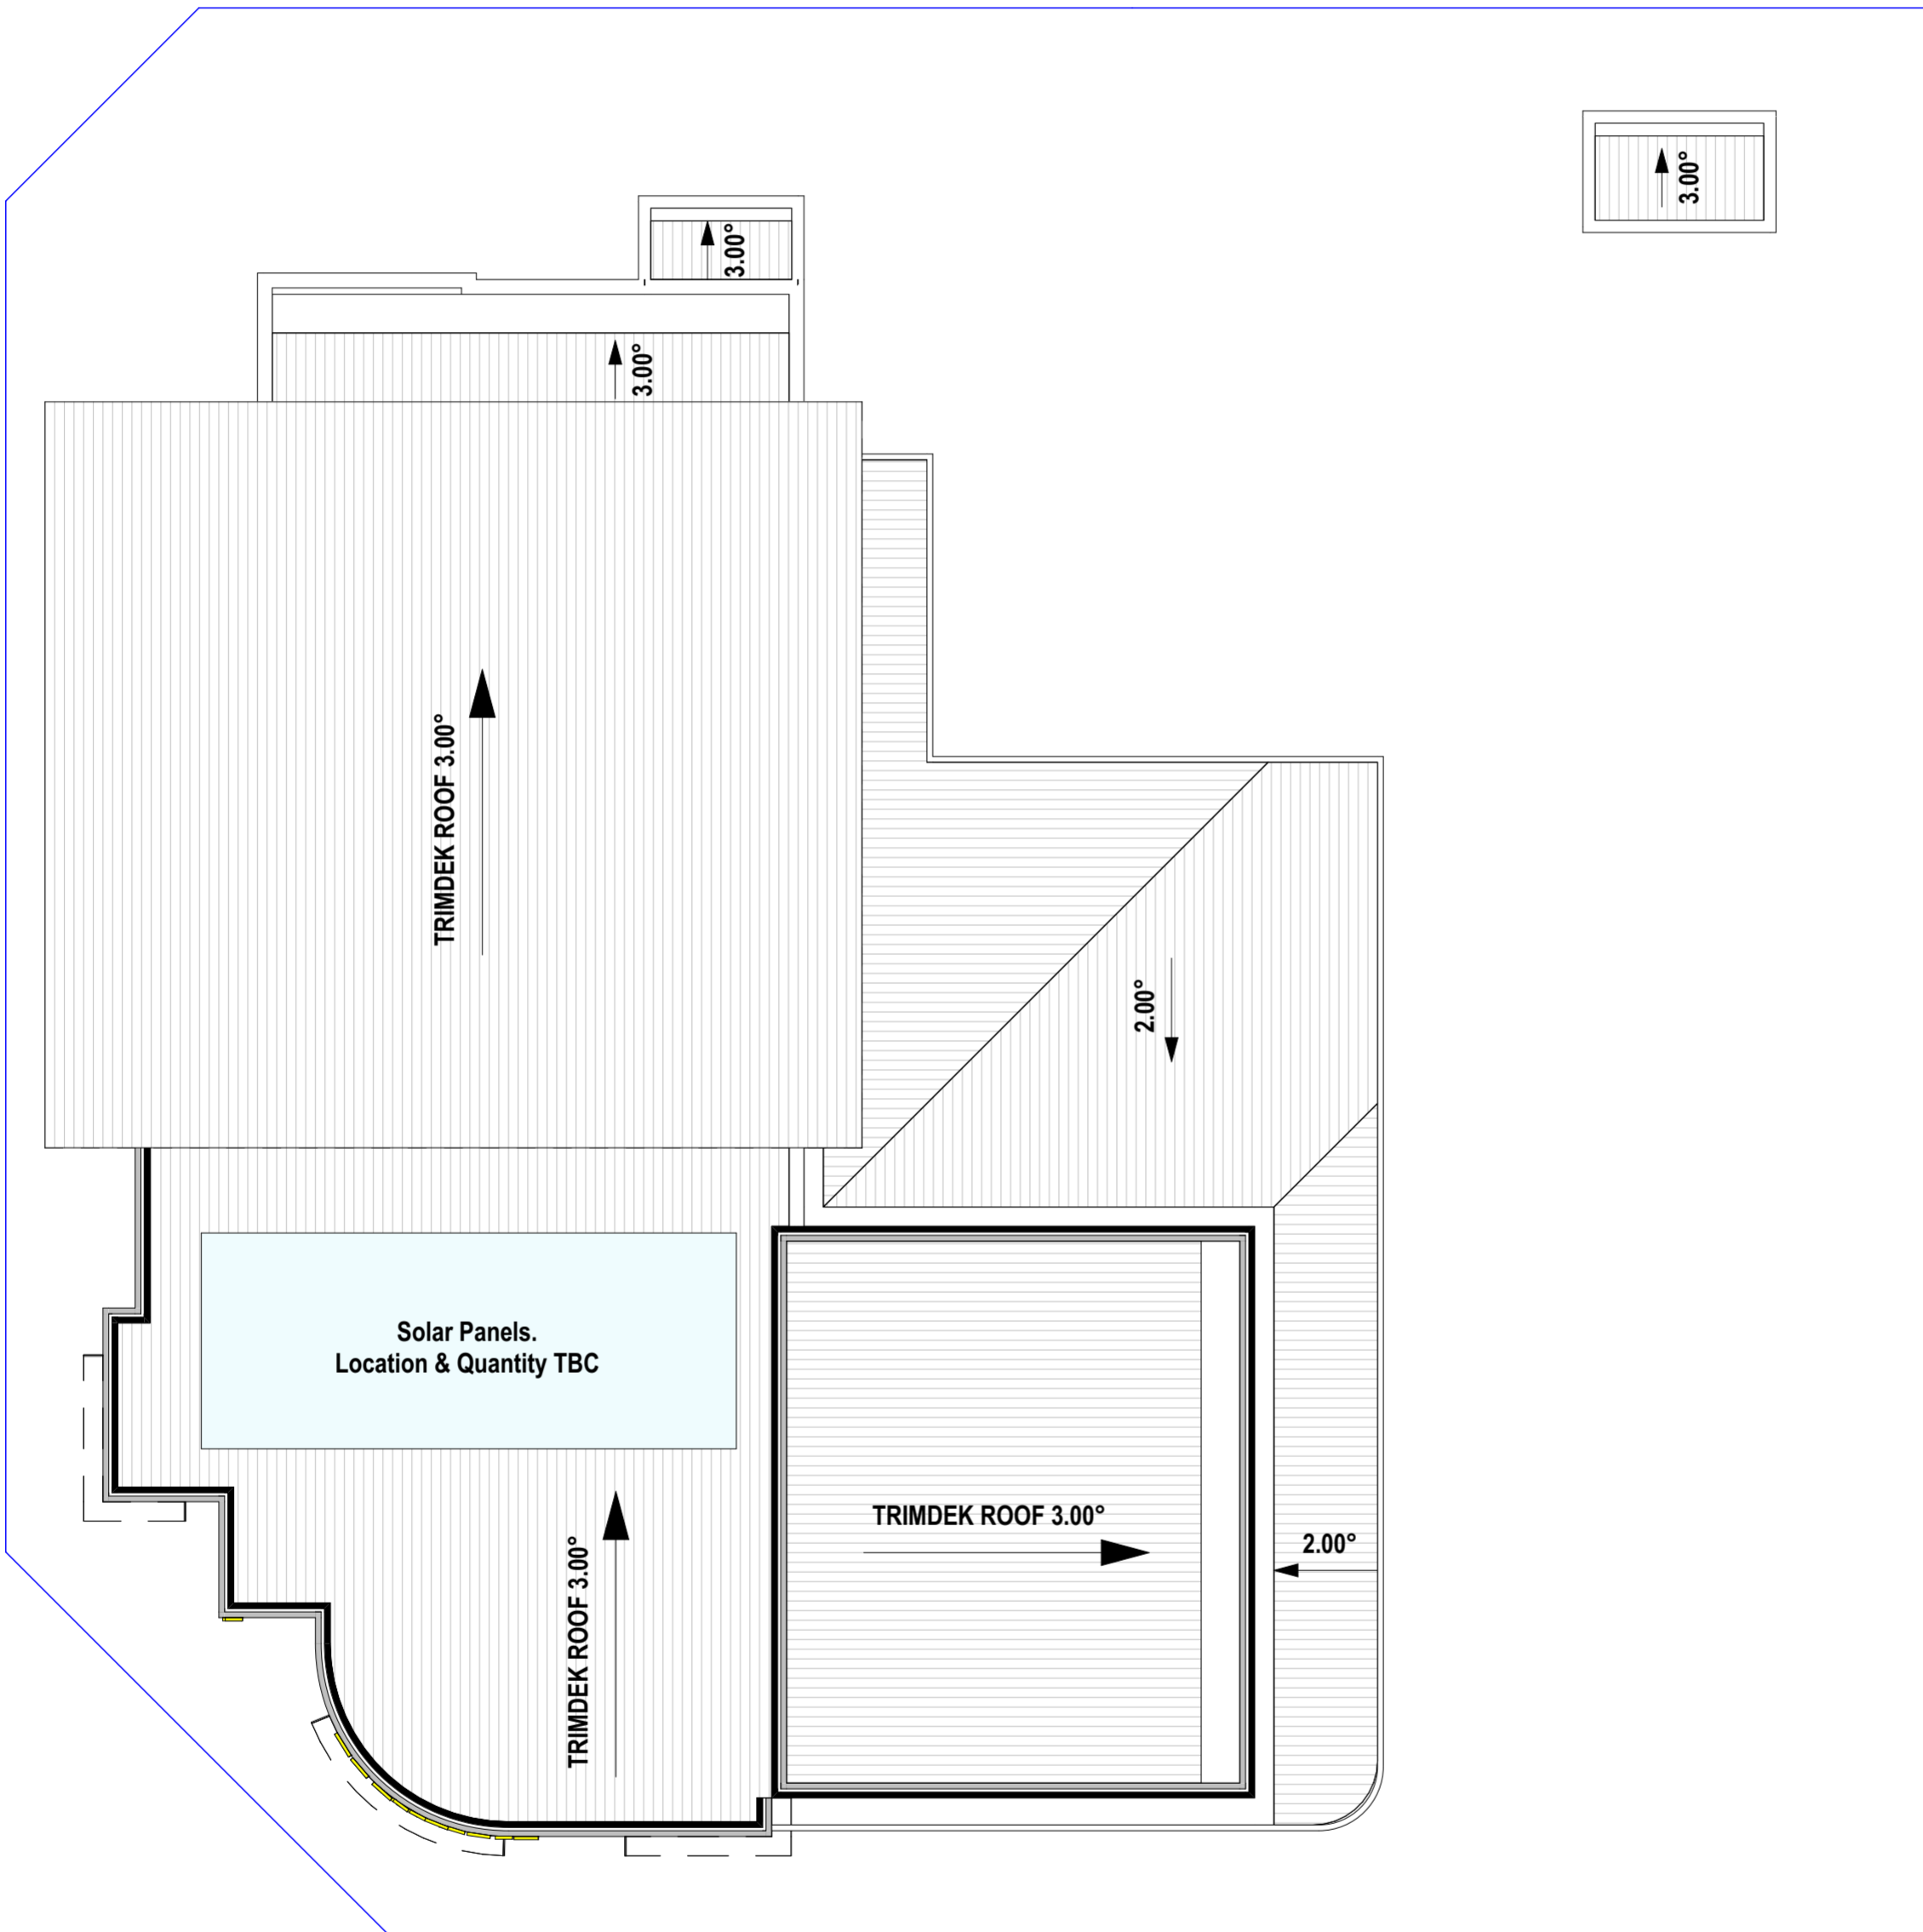 3.00°
3.00°
3.00°
TRIMDEK ROOF 3.00°
2.00°
Solar Panels.
Location & Quantity TBC
TRIMDEK ROOF 3.00°
2.00°
TRIMDEK ROOF 3.00°